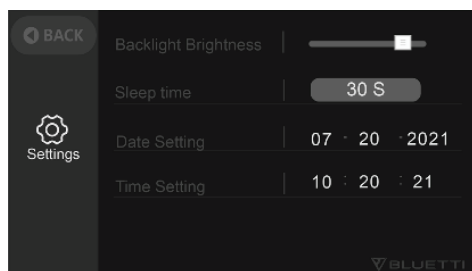 BACK
Backlight Brightness
Sleep time 30 S
Settings
Date Setting 07 - 20 - 2021
Time Setting 10 : 20 : 21
BLUETTI